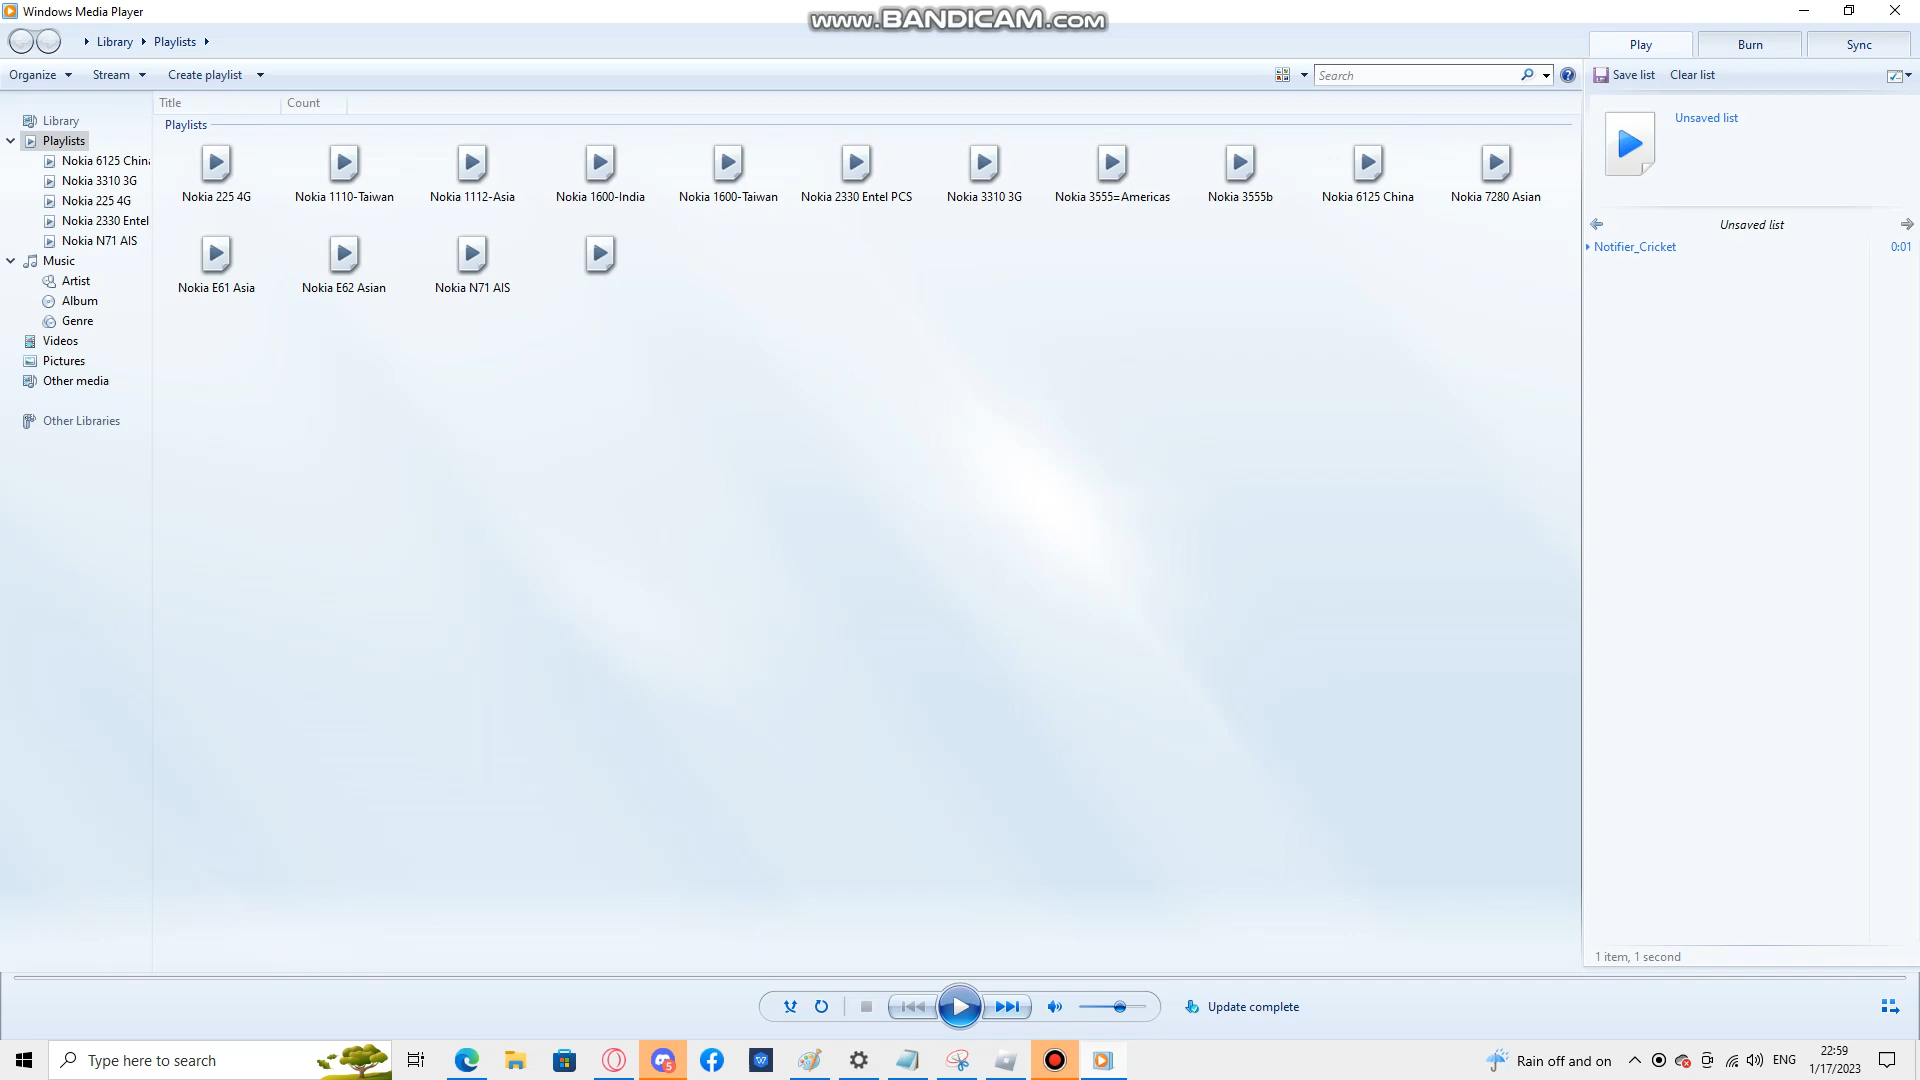 Windows Media Player
www.BANDICAM.com
Library
Playlists
Play
Burn
Sync
Organize
Stream
Create playlist
Search
Save list
Clear list
Title
Count
Library
Playlists
Nokia 6125 China
Nokia 3310 3G
Nokia 225 4G
Nokia 2330 Entel
Nokia N71 AIS
Music
Artist
Album
Genre
Videos
Pictures
Other media
Other Libraries
Playlists
Nokia 225 4G
Nokia 1110-Taiwan
Nokia 1112-Asia
Nokia 1600-India
Nokia 1600-Taiwan
Nokia 2330 Entel PCS
Nokia 3310 3G
Nokia 3555=Americas
Nokia 3555b
Nokia 6125 China
Nokia 7280 Asian
Nokia E61 Asia
Nokia E62 Asian
Nokia N71 AIS
Unsaved list
Unsaved list
Notifier_Cricket 0:01
1 item, 1 second
Update complete
Type here to search
5
Rain off and on
ENG
22:59
1/17/2023